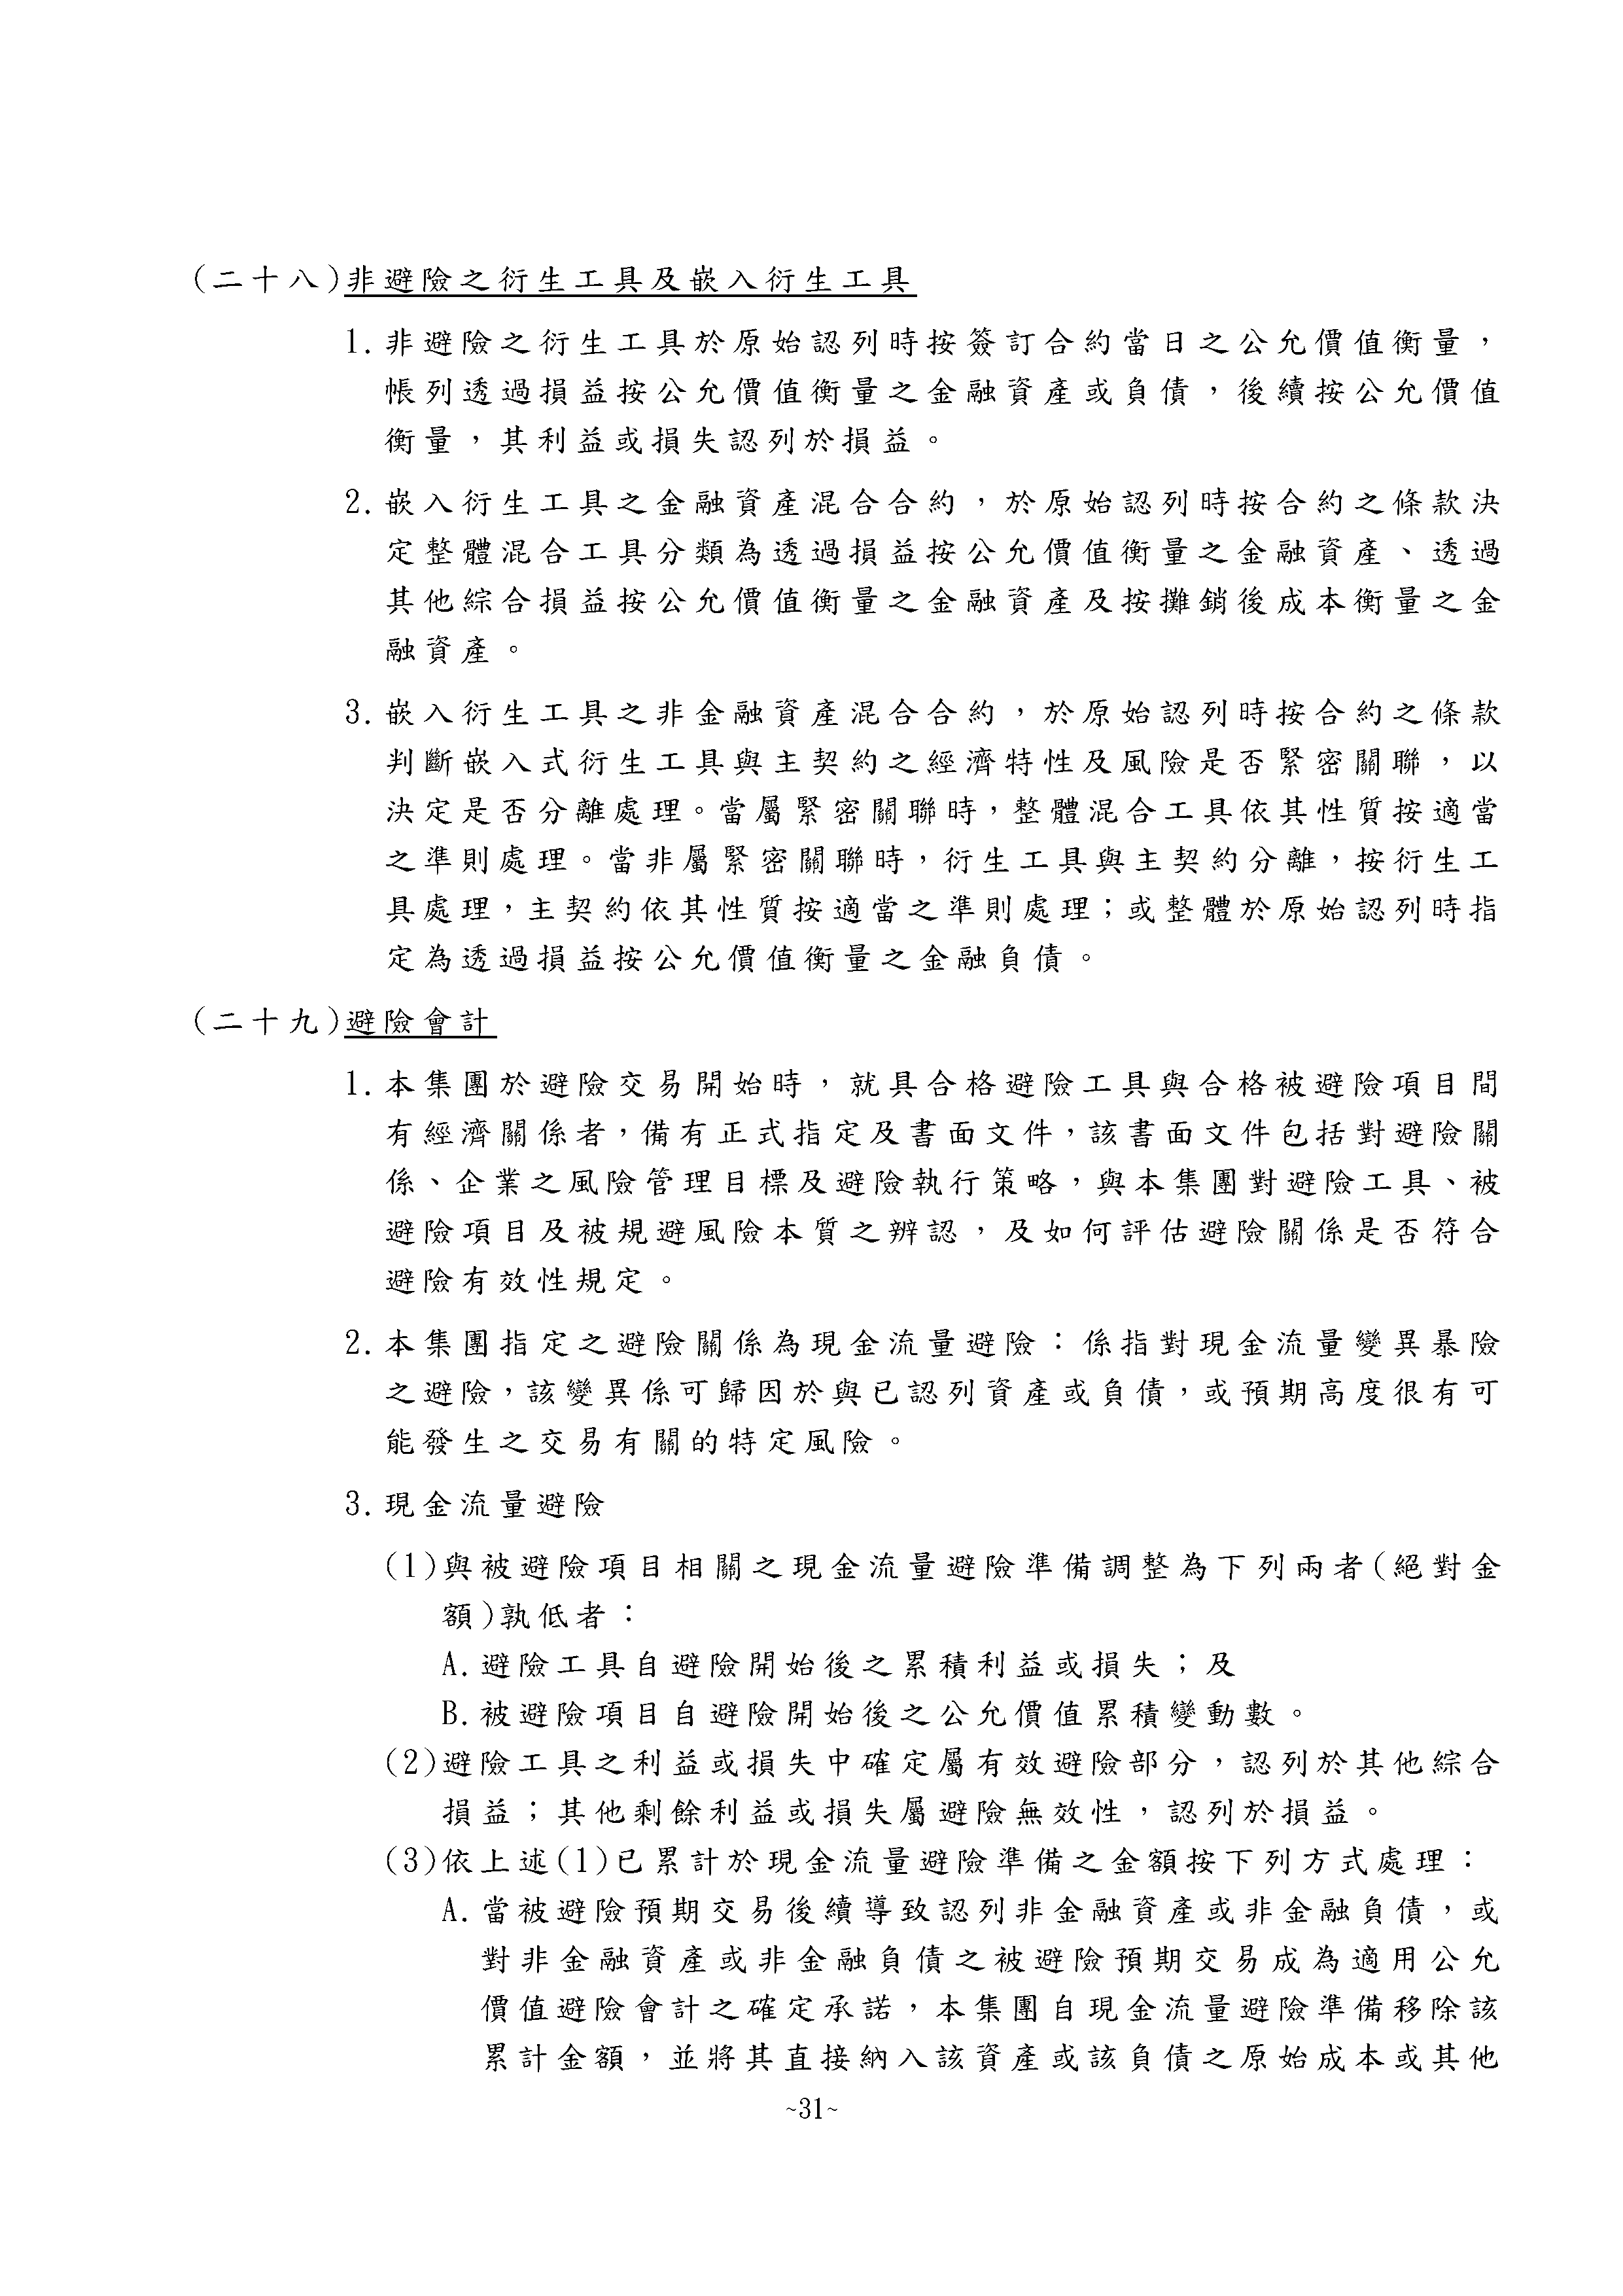 (二十八)非避險之衍生工具及嵌入衍生工具
1.非避險之衍生工具於原始認列時按簽訂合約當日之公允價值衡量，
帳列透過損益按公允價值衡量之金融資產或負債，後續按公允價值
衡量，其利益或損失認列於損益。
2.嵌入衍生工具之金融資產混合合約，於原始認列時按合約之條款決
定整體混合工具分類為透過損益按公允價值衡量之金融資產、透過
其他綜合損益按公允價值衡量之金融資產及按攤銷後成本衡量之金
融資產。
3.嵌入衍生工具之非金融資產混合合約，於原始認列時按合約之條款
判斷嵌入式衍生工具與主契約之經濟特性及風險是否緊密關聯，以
決定是否分離處理。當屬緊密關聯時，整體混合工具依其性質按適當
之準則處理。當非屬緊密關聯時，衍生工具與主契約分離，按衍生工
具處理，主契約依其性質按適當之準則處理；或整體於原始認列時指
定為透過損益按公允價值衡量之金融負債。
(二十九)避險會計
1.本集團於避險交易開始時，就具合格避險工具與合格被避險項目間
有經濟關係者，備有正式指定及書面文件，該書面文件包括對避險關
係、企業之風險管理目標及避險執行策略，與本集團對避險工具、被
避險項目及被規避風險本質之辨認，及如何評估避險關係是否符合
避險有效性規定。
2.本集團指定之避險關係為現金流量避險：係指對現金流量變異暴險
之避險，該變異係可歸因於與已認列資產或負債，或預期高度很有可
能發生之交易有關的特定風險。
3.現金流量避險
(1)與被避險項目相關之現金流量避險準備調整為下列兩者(絕對金
額)孰低者：
A.避險工具自避險開始後之累積利益或損失；及
B.被避險項目自避險開始後之公允價值累積變動數。
(2)避險工具之利益或損失中確定屬有效避險部分，認列於其他綜合
損益；其他剩餘利益或損失屬避險無效性，認列於損益。
(3)依上述(1)已累計於現金流量避險準備之金額按下列方式處理：
A.當被避險預期交易後續導致認列非金融資產或非金融負債，或
對非金融資產或非金融負債之被避險預期交易成為適用公允
價值避險會計之確定承諾，本集團自現金流量避險準備移除該
累計金額，並將其直接納入該資產或該負債之原始成本或其他
~31~